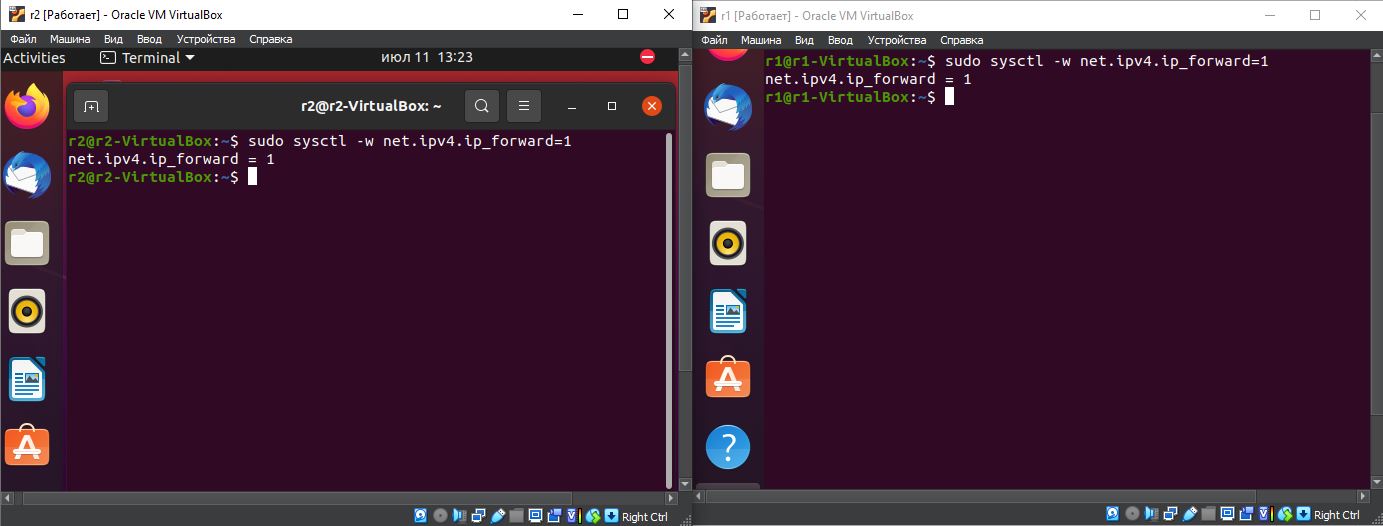 r2 [Работает] - Oracle VM VirtualBox
Файл Машина Вид Ввод Устройства Справка
Activities Terminal июл 11 13:23
r2@r2-VirtualBox: ~
r2@r2-VirtualBox:~$ sudo sysctl -w net.ipv4.ip_forward=1
net.ipv4.ip_forward = 1
r2@r2-VirtualBox:~$
Right Ctrl
r1 [Работает] - Oracle VM VirtualBox
Файл Машина Вид Ввод Устройства Справка
r1@r1-VirtualBox:~$ sudo sysctl -w net.ipv4.ip_forward=1
net.ipv4.ip_forward = 1
r1@r1-VirtualBox:~$
Right Ctrl